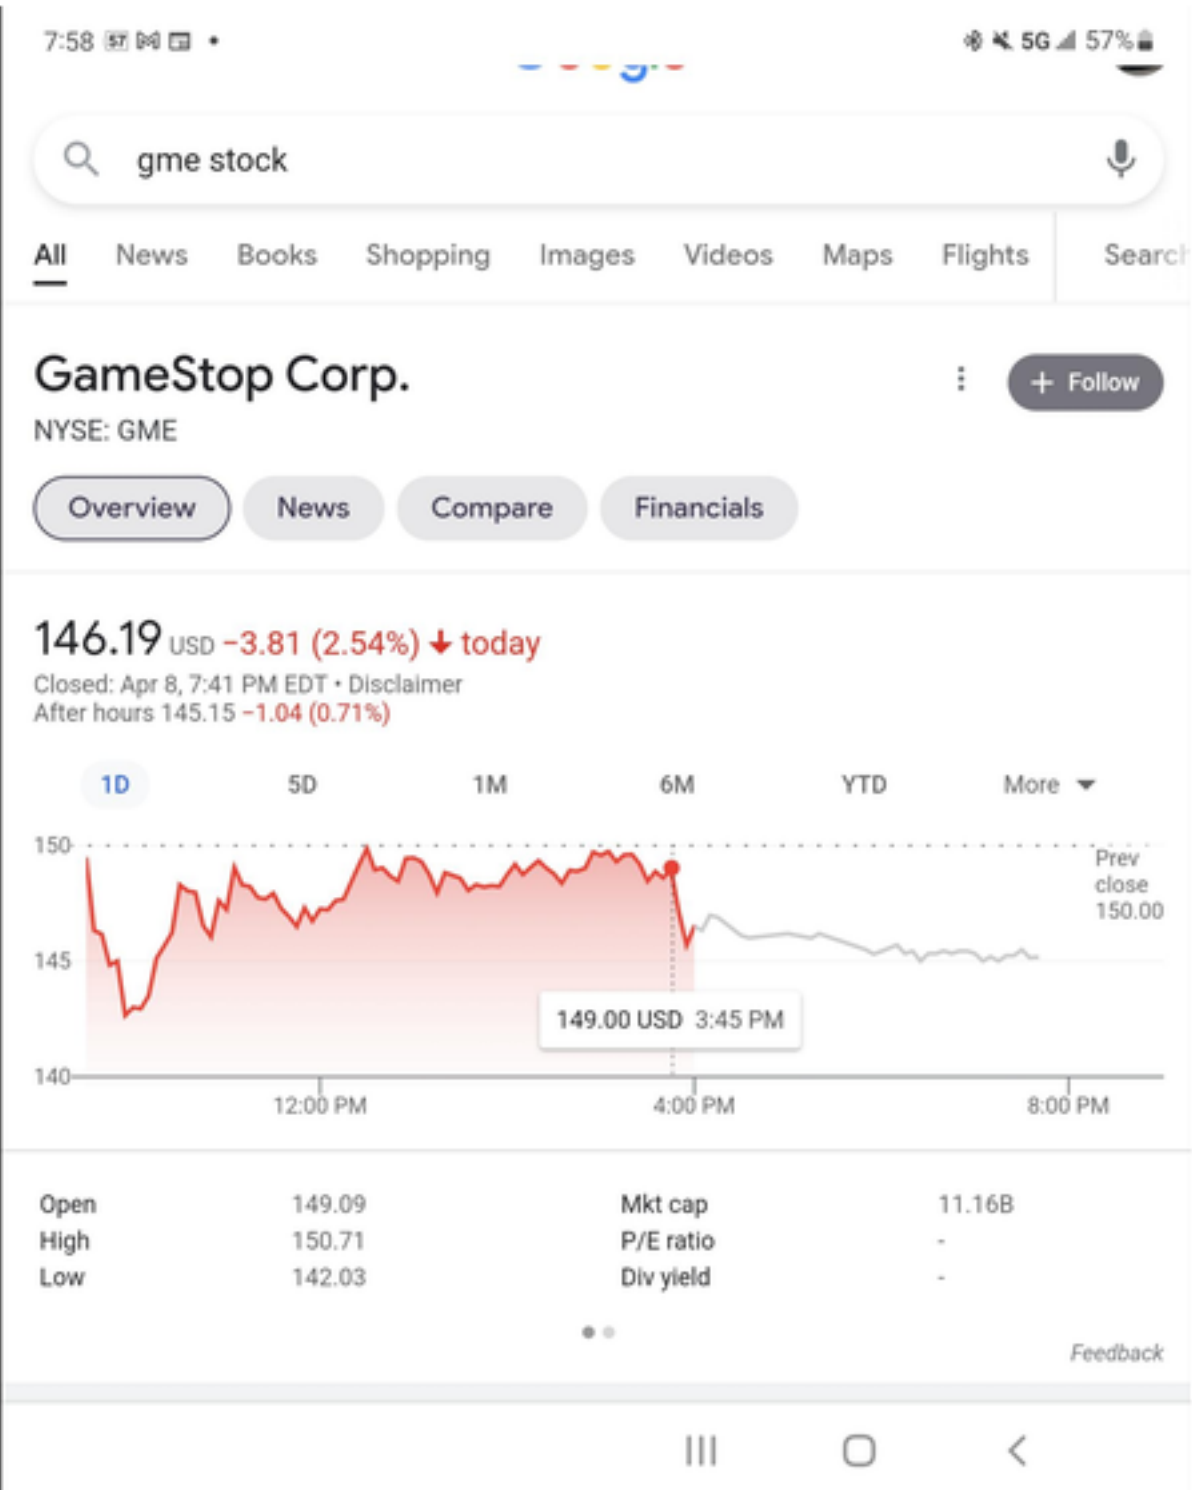 7:58 57 • 5G 57%
gme stock
All News Books Shopping Images Videos Maps Flights Search
GameStop Corp.
+ Follow
NYSE: GME
Overview News Compare Financials
146.19 USD −3.81 (2.54%) ↓ today
Closed: Apr 8, 7:41 PM EDT • Disclaimer
After hours 145.15 −1.04 (0.71%)
1D 5D 1M 6M YTD More
150
Prev
close
150.00
145
149.00 USD 3:45 PM
140
12:00 PM 4:00 PM 8:00 PM
Open 149.09 Mkt cap 11.16B
High 150.71 P/E ratio -
Low 142.03 Div yield -
Feedback